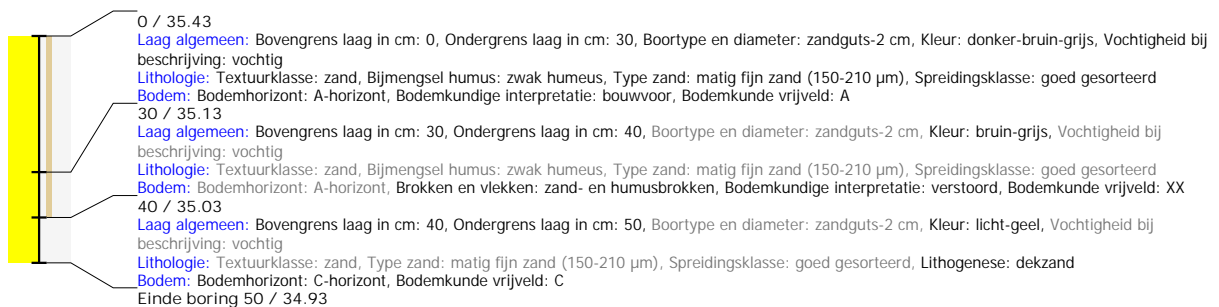 0 / 35.43
Laag algemeen: Bovengrens laag in cm: 0, Ondergrens laag in cm: 30, Boortype en diameter: zandguts-2 cm, Kleur: donker-bruin-grijs, Vochtigheid bij
beschrijving: vochtig
Lithologie: Textuurklasse: zand, Bijmengsel humus: zwak humeus, Type zand: matig fijn zand (150-210 µm), Spreidingsklasse: goed gesorteerd
Bodem: Bodemhorizont: A-horizont, Bodemkundige interpretatie: bouwvoor, Bodemkunde vrijveld: A
30 / 35.13
Laag algemeen: Bovengrens laag in cm: 30, Ondergrens laag in cm: 40, Boortype en diameter: zandguts-2 cm, Kleur: bruin-grijs, Vochtigheid bij
beschrijving: vochtig
Lithologie: Textuurklasse: zand, Bijmengsel humus: zwak humeus, Type zand: matig fijn zand (150-210 µm), Spreidingsklasse: goed gesorteerd
Bodem: Bodemhorizont: A-horizont, Brokken en vlekken: zand- en humusbrokken, Bodemkundige interpretatie: verstoord, Bodemkunde vrijveld: XX
40 / 35.03
Laag algemeen: Bovengrens laag in cm: 40, Ondergrens laag in cm: 50, Boortype en diameter: zandguts-2 cm, Kleur: licht-geel, Vochtigheid bij
beschrijving: vochtig
Lithologie: Textuurklasse: zand, Type zand: matig fijn zand (150-210 µm), Spreidingsklasse: goed gesorteerd, Lithogenese: dekzand
Bodem: Bodemhorizont: C-horizont, Bodemkunde vrijveld: C
Einde boring 50 / 34.93